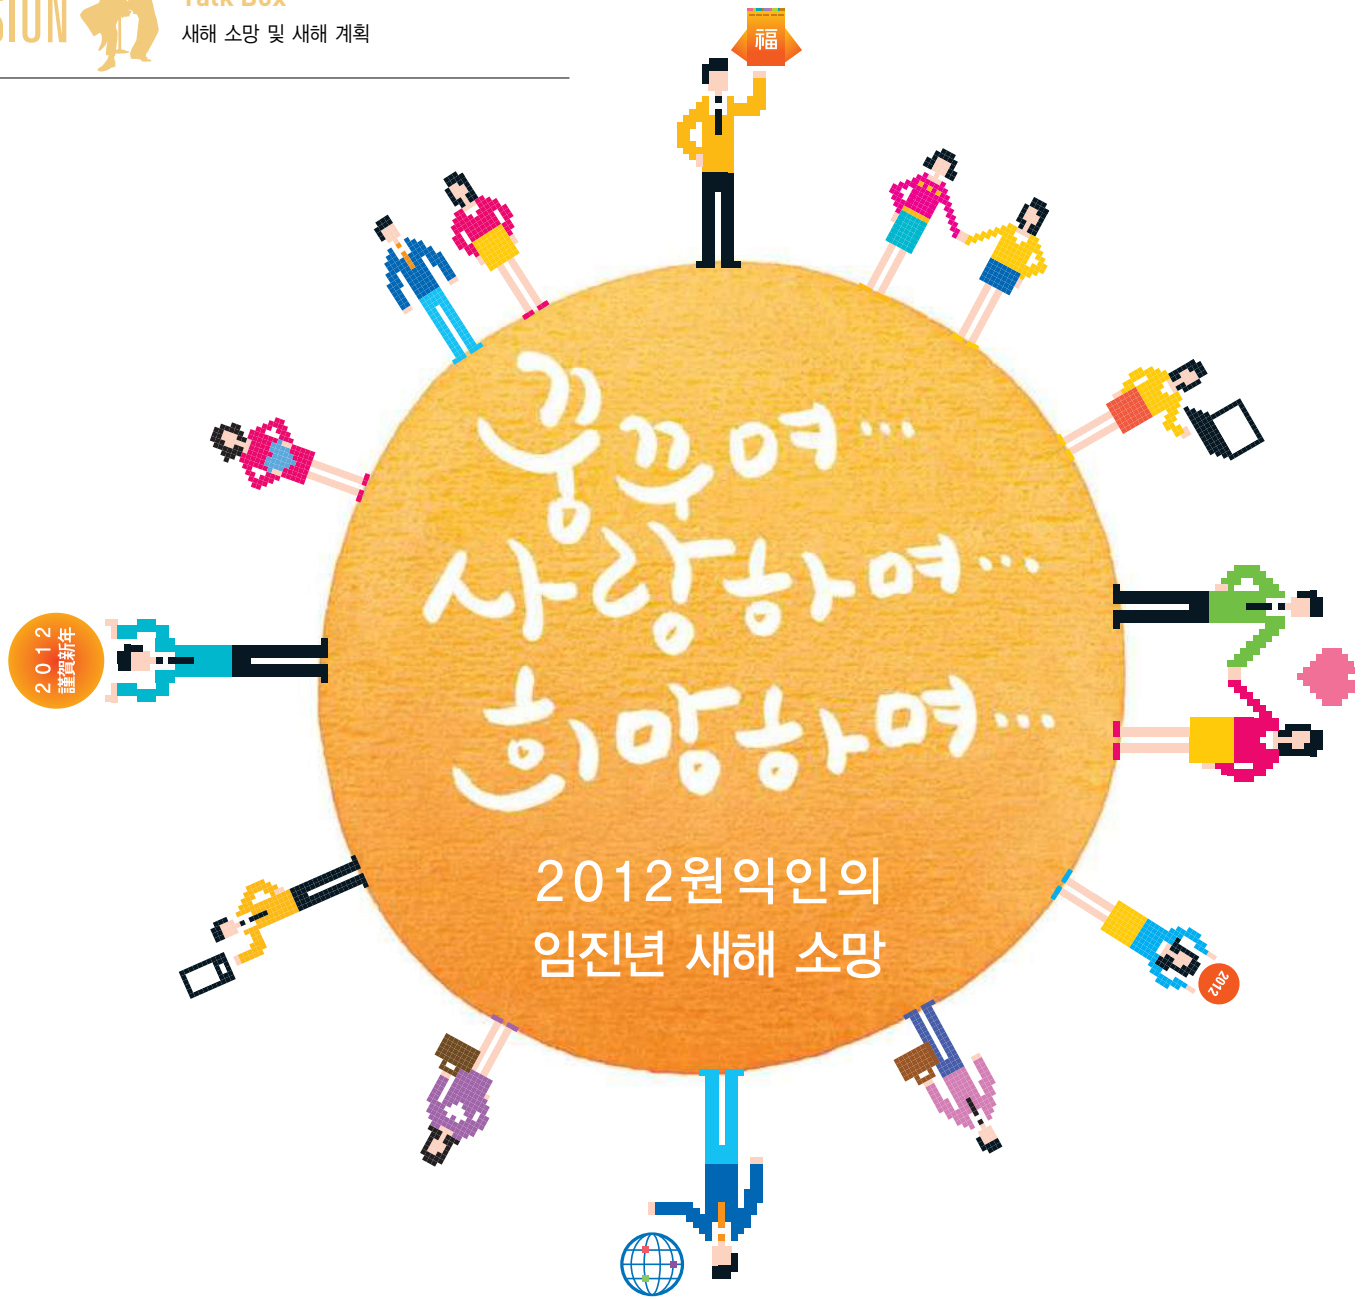 SION
Talk Box
새해 소망 및 새해 계획
福
꿈꾸며...
사랑하며...
희망하며...
2012
謹賀新年
2012원익인의
임진년 새해 소망
2012